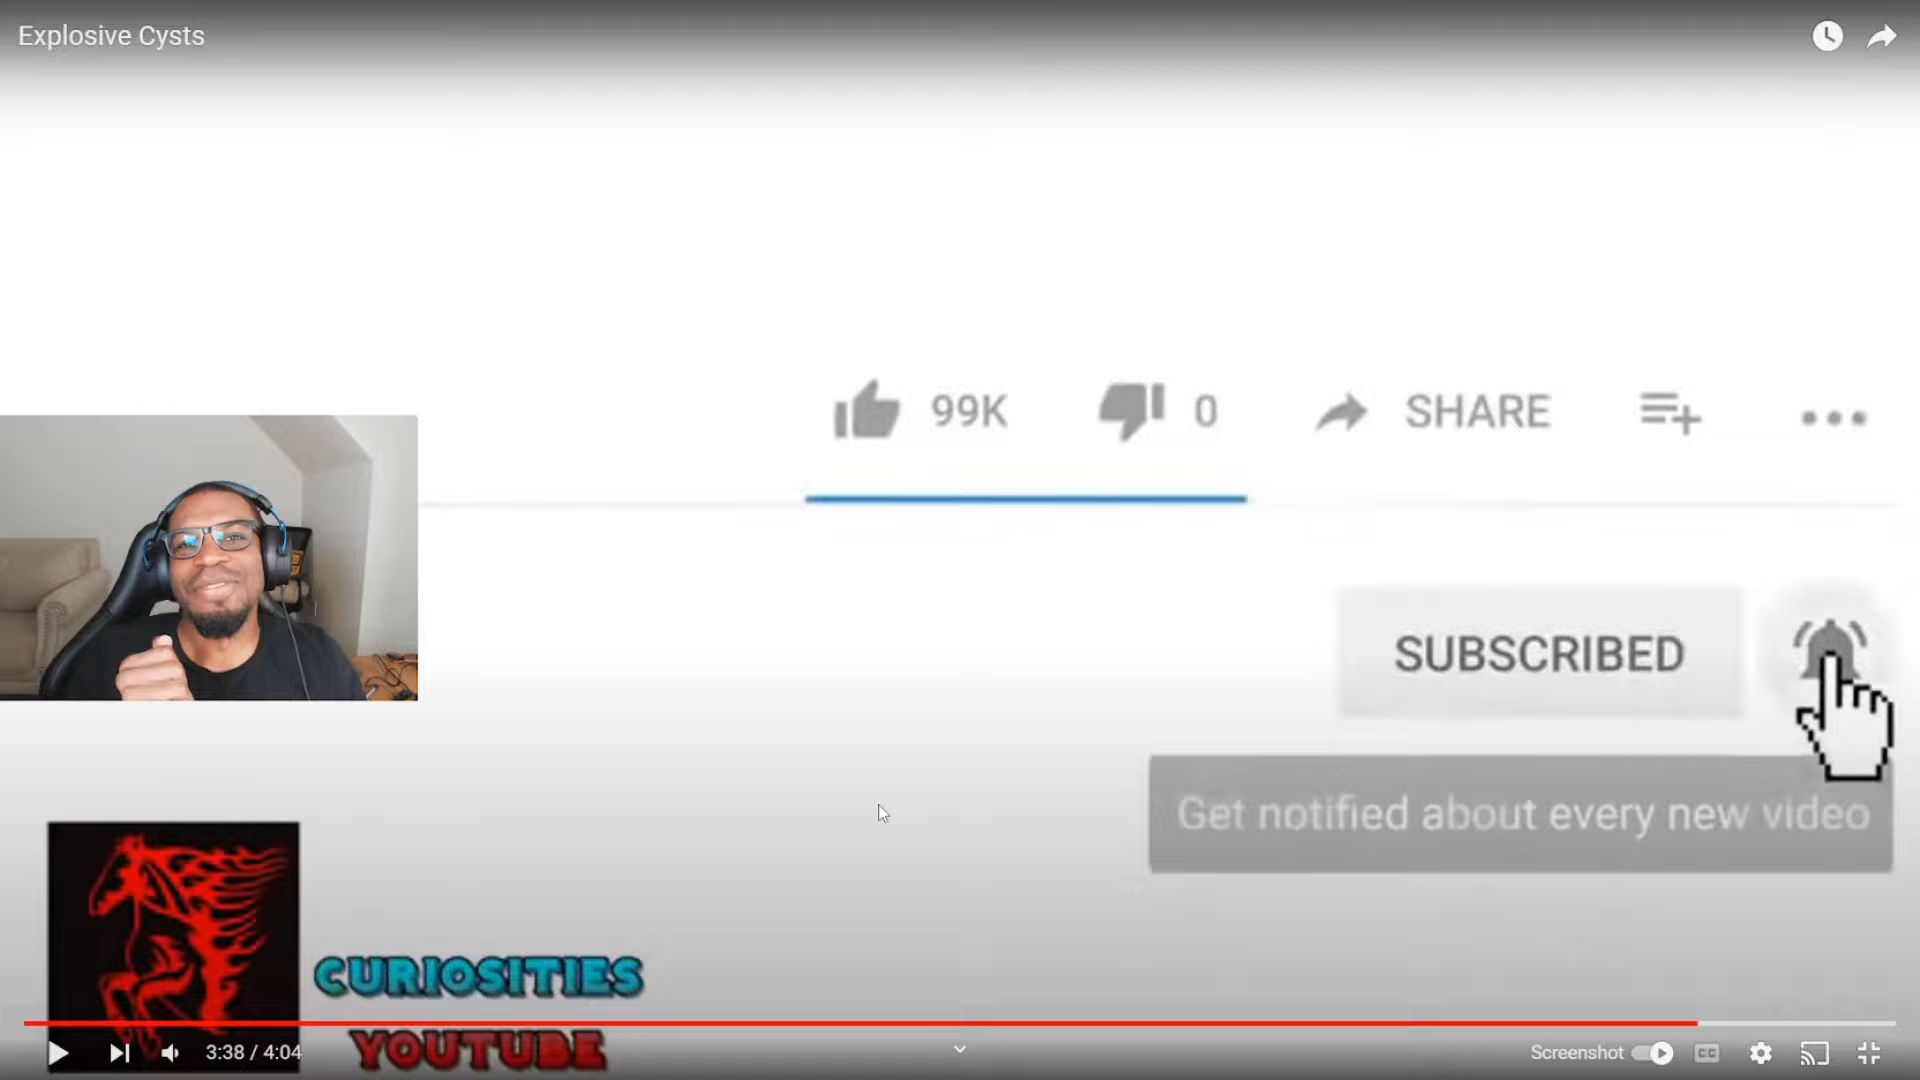 Explosive Cysts
99K
0
SHARE
SUBSCRIBED
Get notified about every new video
CURIOSITIES
YOUTUBE
3:38 / 4:04
Screenshot
CC